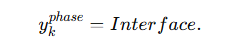 $y_k^{phase} = Interface.$